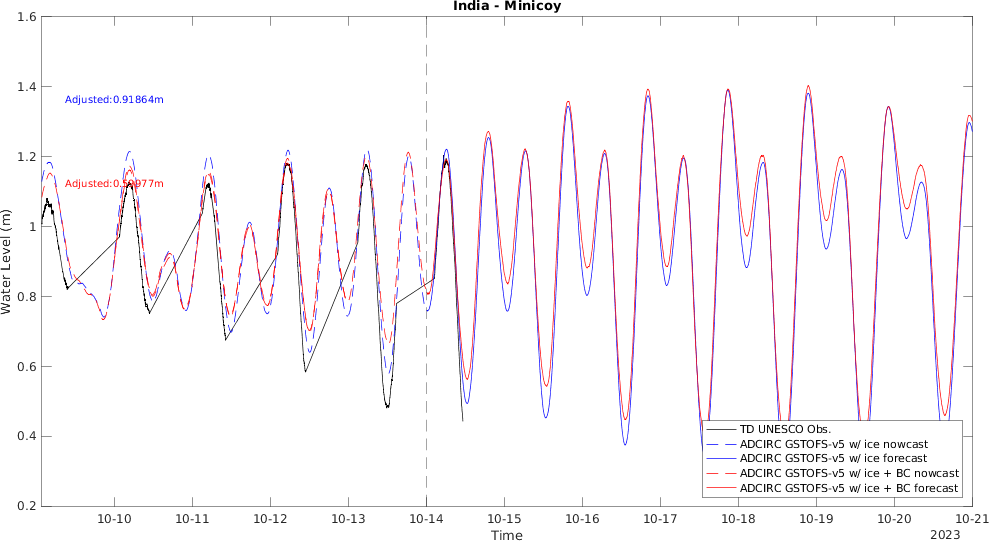 India - Minicoy
1.6
1.4
1.2
1
0.8
0.6
0.4
0.2
Water Level (m)
Adjusted:0.91864m
10-10
10-11
10-12
10-13
10-14
10-15
10-16
10-17
10-18
10-19
10-20
10-21
Time
2023
TD UNESCO Obs.
ADCIRC GSTOFS-v5 w/ ice nowcast
ADCIRC GSTOFS-v5 w/ ice forecast
ADCIRC GSTOFS-v5 w/ ice + BC nowcast
ADCIRC GSTOFS-v5 w/ ice + BC forecast